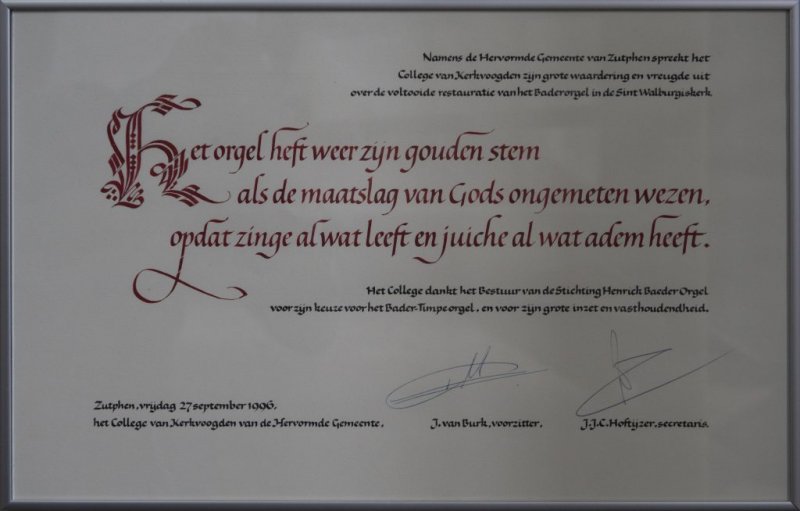 Namens de Hervormde Gemeente van Zutphen spreekt het
College van Kerkvoogden zijn grote waardering en vreugde uit
over de voltooide restauratie van het Baderorgel in de Sint Walburgiskerk.
Het orgel heft weer zijn gouden stem
als de maatslag van Gods ongemeten wezen,
opdat zinge al wat leeft en juiche al wat adem heeft.
Het College dankt het Bestuur van de Stichting Henrick Baeder Orgel
voor zijn keuze voor het Bader-Timpe orgel, en voor zijn grote inzet en vasthoudendheid.
Zutphen, vrijdag 27 september 1996,
het College van Kerkvoogden van de Hervormde Gemeente,
J. van Burk, voorzitter.
J.J.C. Hoftyzer, secretaris.